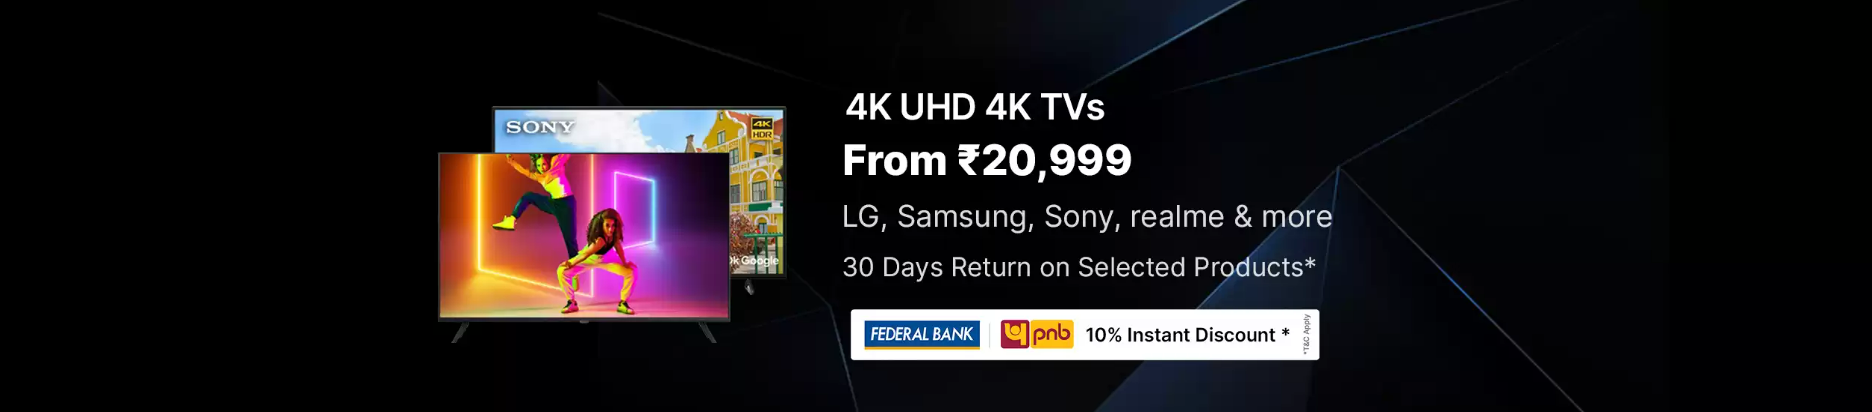 SONY
4K
HDR
Ok Google
4K UHD 4K TVs
From ₹20,999
LG, Samsung, Sony, realme & more
30 Days Return on Selected Products*
FEDERAL BANK pnb 10% Instant Discount *
*T&C Apply